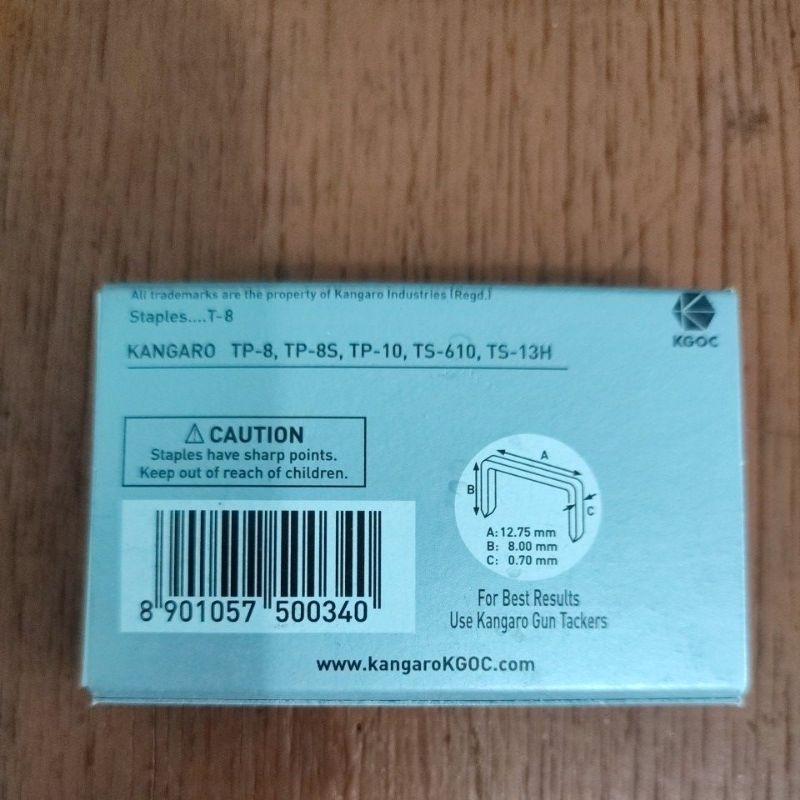 All trademarks are the property of Kangaro Industries (Regd.)
Staples....T-8
KGOC
KANGARO TP-8, TP-8S, TP-10, TS-610, TS-13H
⚠ CAUTION
Staples have sharp points.
Keep out of reach of children.
A
B
C
A: 12.75 mm
B: 8.00 mm
C: 0.70 mm
8 901057 500340
For Best Results
Use Kangaro Gun Tackers
www.kangaroKGOC.com